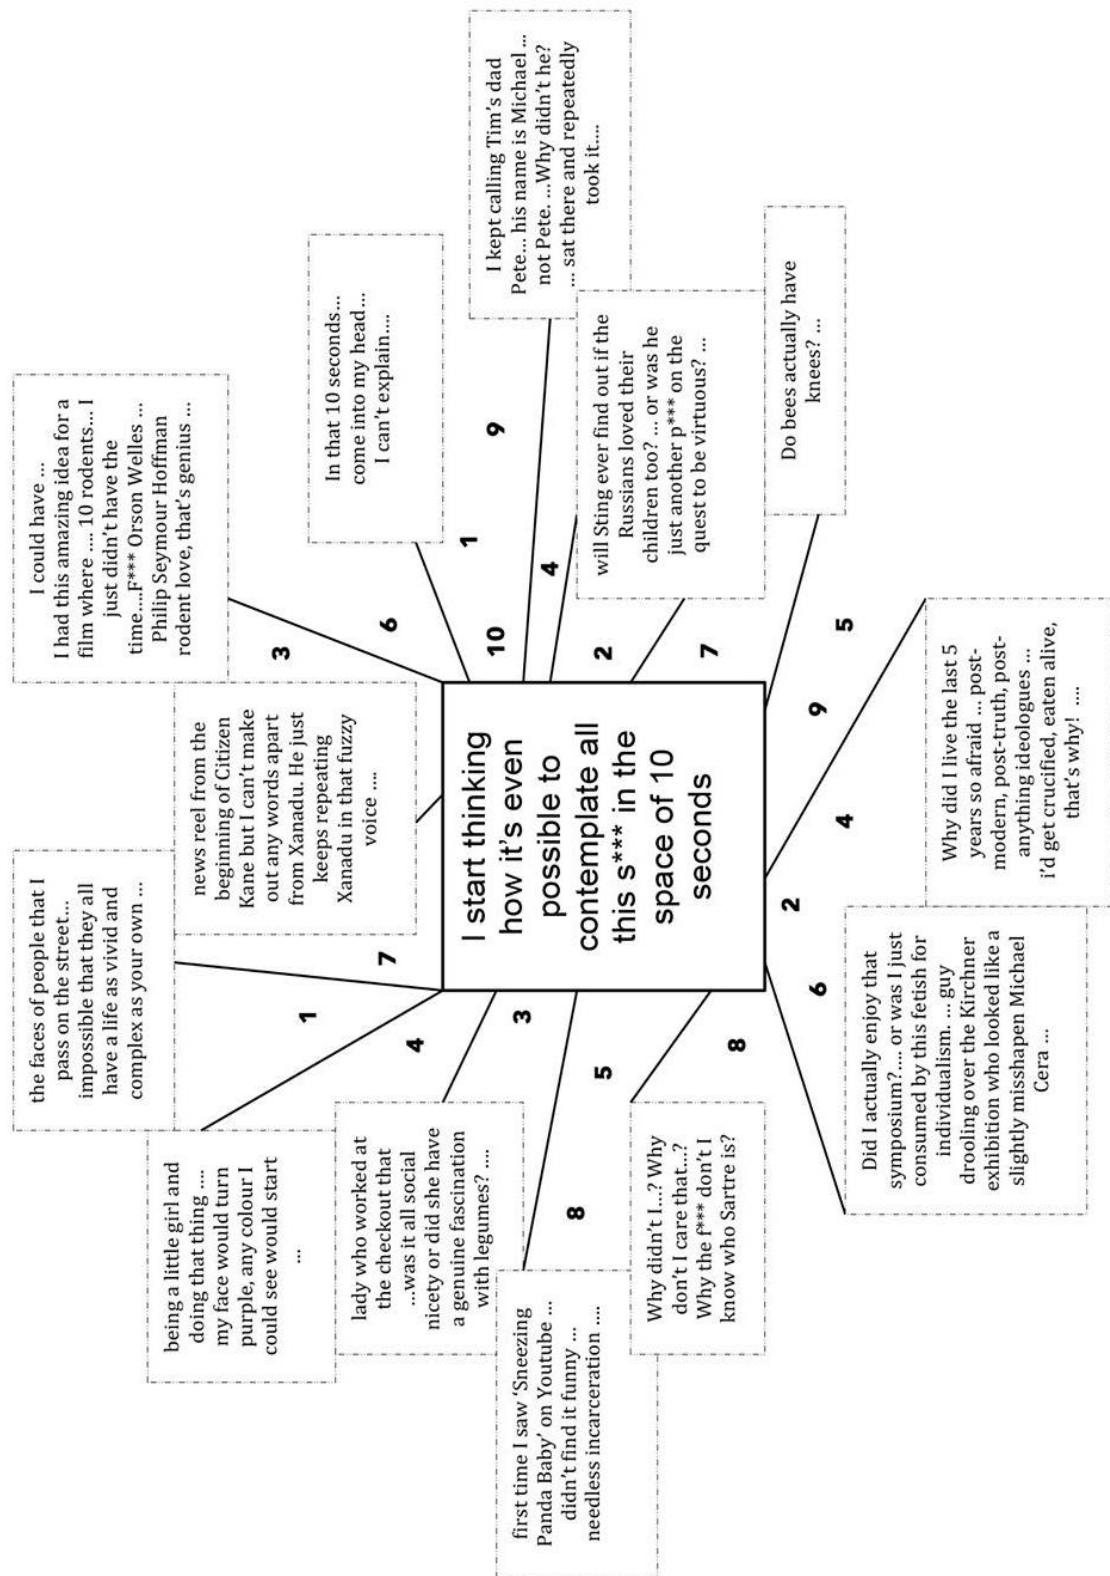 the faces of people that I
pass on the street...
impossible that they all
have a life as vivid and
complex as your own ...
I could have ...
I had this amazing idea for a
film where .... 10 rodents... I
just didn't have the
time...F*** Orson Welles ...
Philip Seymour Hoffman
rodent love, that's genius ...
being a little girl and
doing that thing ....
my face would turn
purple, any colour I
could see would start
...
news reel from the
beginning of Citizen
Kane but I can't make
out any words apart
from Xanadu. He just
keeps repeating
Xanadu in that fuzzy
voice ....
3
1
In that 10 seconds...
come into my head...
I can't explain....
7
6
lady who worked at
the checkout that
...was it all social
nicety or did she have
a genuine fascination
with legumes? ....
4
1
3
10
9
I start thinking
how it's even
possible to
contemplate all
this s*** in the
space of 10
seconds
I kept calling Tim's dad
Pete... his name is Michael ...
not Pete. ...Why didn't he?
... sat there and repeatedly
took it....
first time I saw 'Sneezing
Panda Baby' on Youtube ...
didn't find it funny ...
needless incarceration ....
8
5
4
2
will Sting ever find out if the
Russians loved their
children too? ... or was he
just another p*** on the
quest to be virtuous? ...
Why didn't I...? Why
don't I care that...?
Why the f*** don't I
know who Sartre is?
8
7
Do bees actually have
knees? ...
6
2
4
9
5
Did I actually enjoy that
symposium?.... or was I just
consumed by this fetish for
individualism. ... guy
drooling over the Kirchner
exhibition who looked like a
slightly misshapen Michael
Cera ...
Why did I live the last 5
years so afraid ... post-
modern, post-truth, post-
anything ideologues ...
i'd get crucified, eaten alive,
that's why! ....